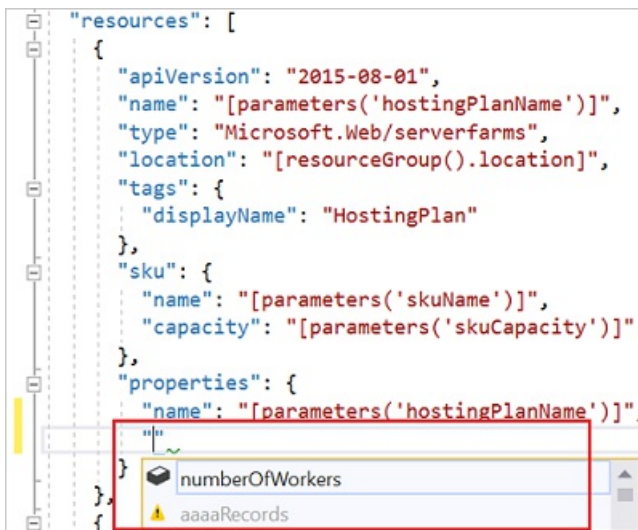 "resources": [
{
"apiVersion": "2015-08-01",
"name": "[parameters('hostingPlanName')]",
"type": "Microsoft.Web/serverfarms",
"location": "[resourceGroup().location]",
"tags": {
"displayName": "HostingPlan"
},
"sku": {
"name": "[parameters('skuName')]",
"capacity": "[parameters('skuCapacity')]"
},
"properties": {
"name": "[parameters('hostingPlanName')]",
""
}
numberOfWorkers
},
aaaaRecords
{